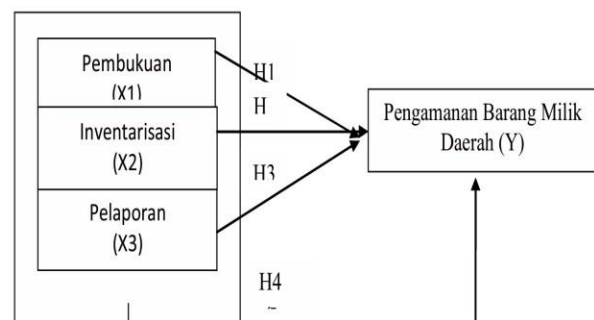 Pembukuan
(X1)
Inventarisasi
(X2)
Pelaporan
(X3)
H1
H
H3
H4
Pengamanan Barang Milik
Daerah (Y)